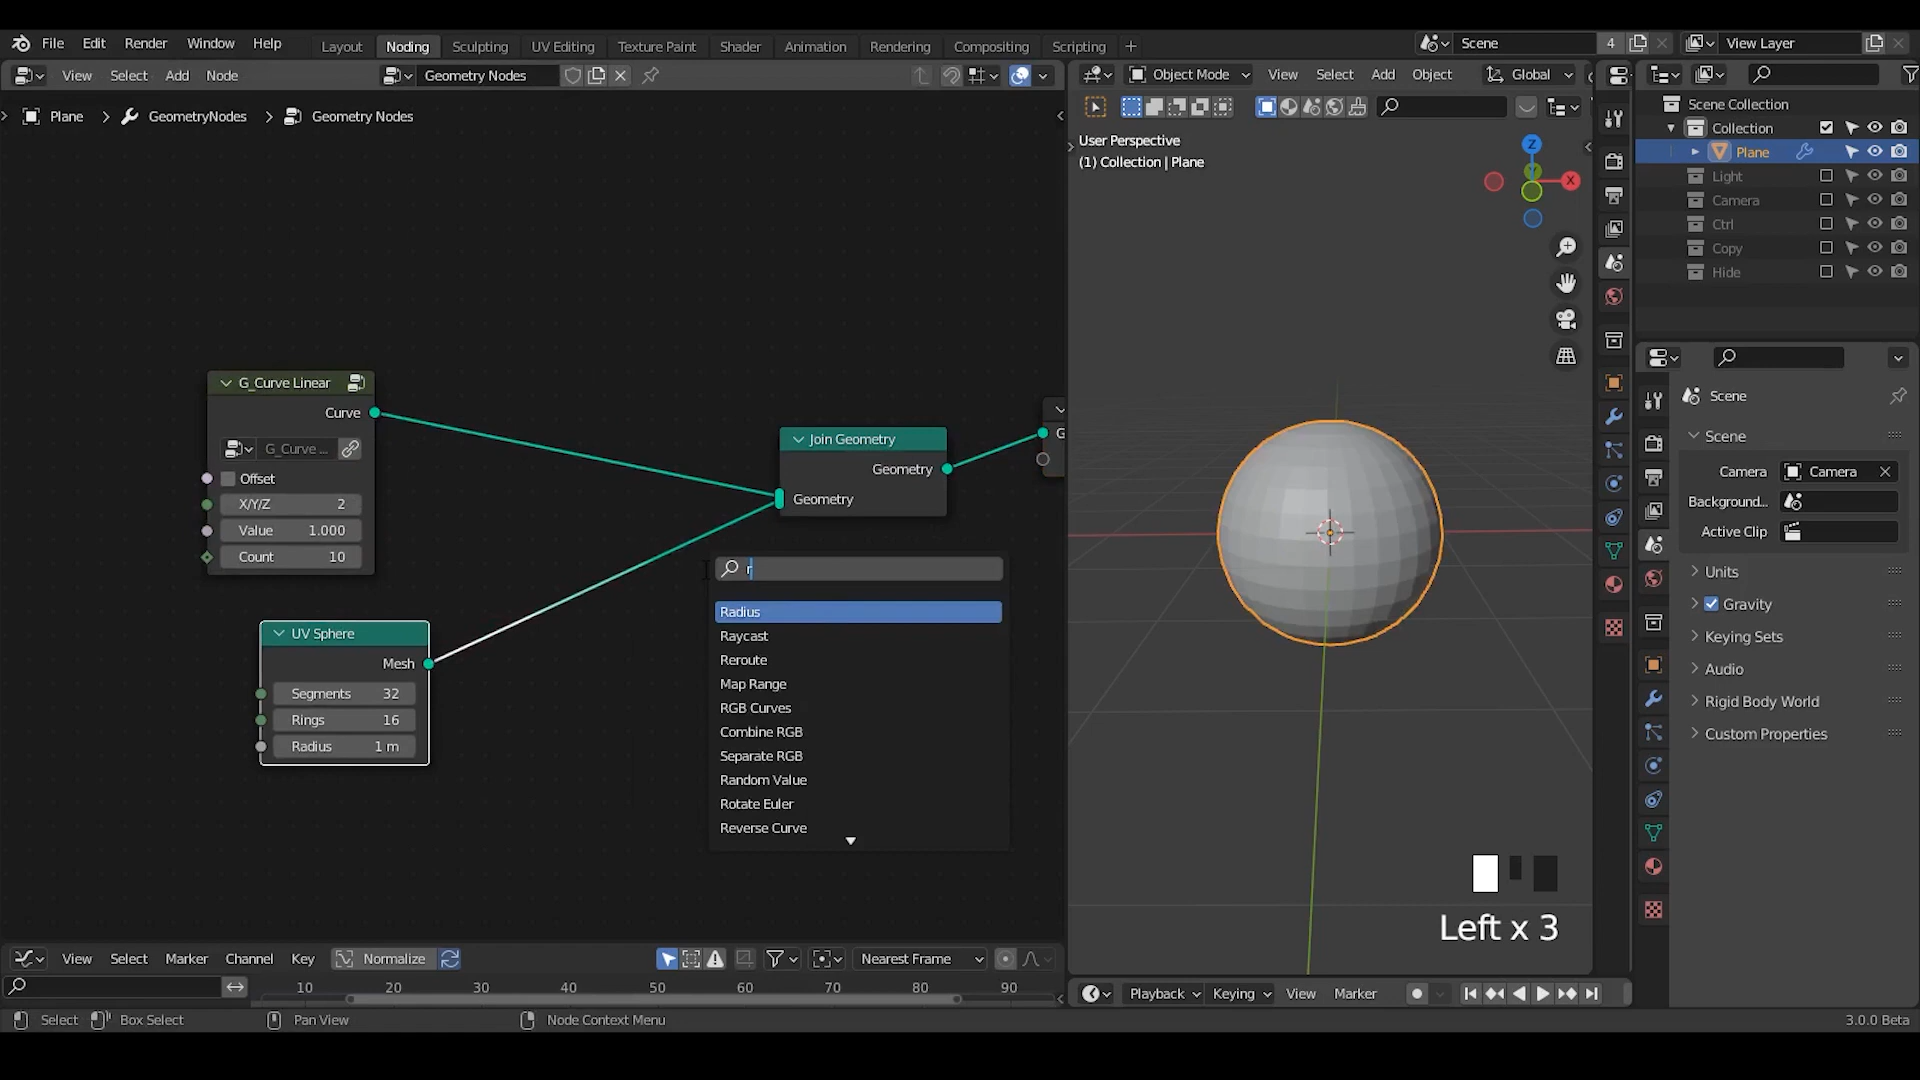 File Edit Render Window Help
Layout Noding Sculpting UV Editing Texture Paint Shader Animation Rendering Compositing Scripting +
Scene 4
View Layer
View Select Add Node
Geometry Nodes
Object Mode View Select Add Object Global
Plane > GeometryNodes > Geometry Nodes
User Perspective
(1) Collection | Plane
Z
X
Scene Collection
Collection
Plane
Light
Camera
Ctrl
Copy
Hide
G_Curve Linear
Curve
G_Curve ...
Offset
X/Y/Z 2
Value 1.000
Count 10
Join Geometry
Geometry
Geometry
G
UV Sphere
Mesh
Segments 32
Rings 16
Radius 1 m
r
Radius
Raycast
Reroute
Map Range
RGB Curves
Combine RGB
Separate RGB
Random Value
Rotate Euler
Reverse Curve
Left x 3
Scene
Scene
Camera Camera
Background...
Active Clip
Units
Gravity
Keying Sets
Audio
Rigid Body World
Custom Properties
View Select Marker Channel Key Normalize Nearest Frame
10 20 30 40 50 60 70 80 90
Playback Keying View Marker
Select Box Select Pan View Node Context Menu 3.0.0 Beta